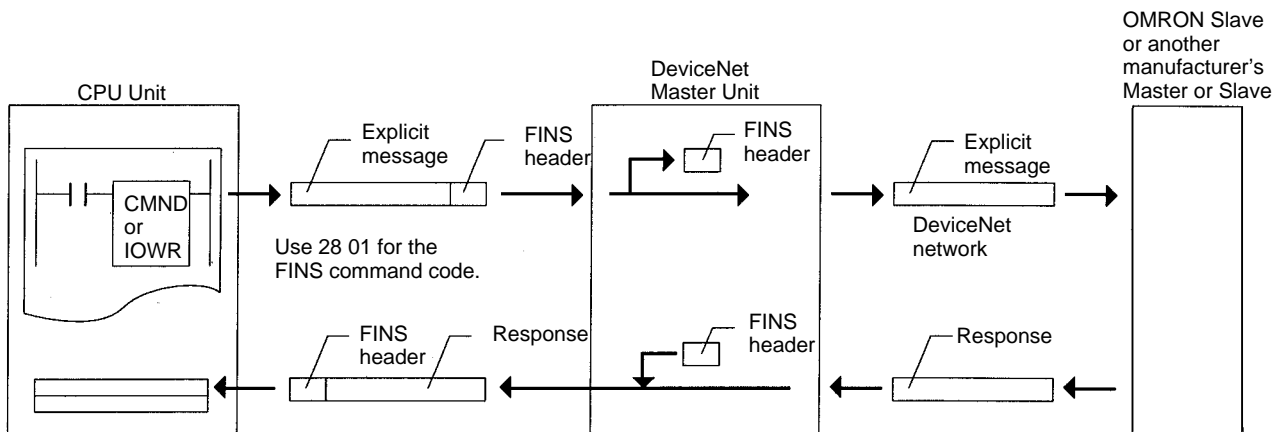 OMRON Slave
or another
manufacturer's
Master or Slave
DeviceNet
Master Unit
CPU Unit
Explicit
message
FINS
header
FINS
header
Explicit
message
CMND
or
IOWR
DeviceNet
network
Use 28 01 for the
FINS command code.
FINS
header
Response
FINS
header
Response